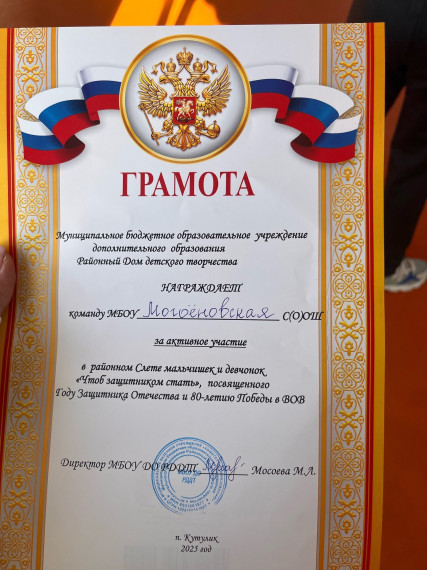 ГРАМОТА
Муниципальное бюджетное образовательное учреждение
дополнительного образования
Районный Дом детского творчества
НАГРАЖДАЕТ
команду МБОУ Могоёновская С(О)ОШ
за активное участие
в районном Слете мальчишек и девчонок
«Чтоб защитником стать», посвященного
Году Защитника Отечества и 80-летию Победы в ВОВ
Директор МБОУ ДО РДДТ Мосоева М.А.
п. Кутулик
2025 год